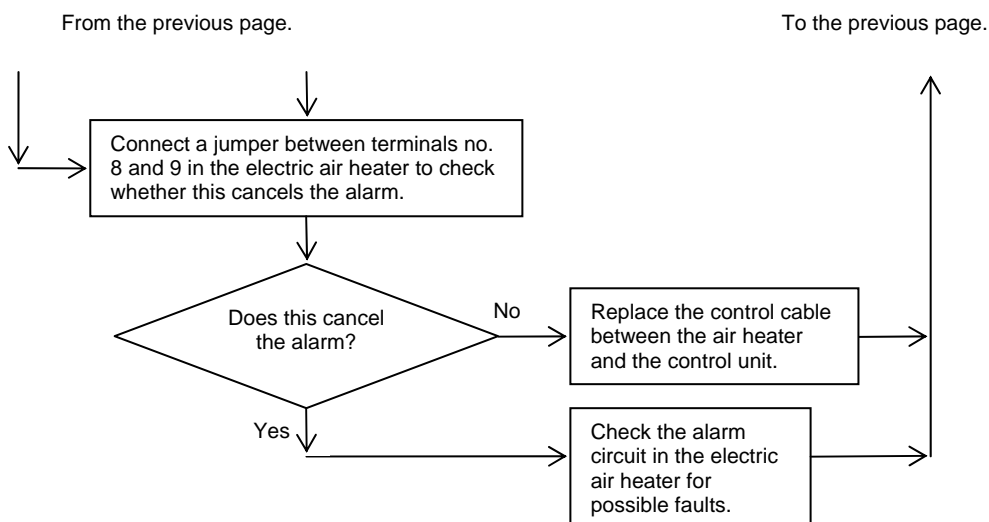 From the previous page.
To the previous page.
Connect a jumper between terminals no.
8 and 9 in the electric air heater to check
whether this cancels the alarm.
Does this cancel
the alarm?
No
Replace the control cable
between the air heater
and the control unit.
Yes
Check the alarm
circuit in the electric
air heater for
possible faults.